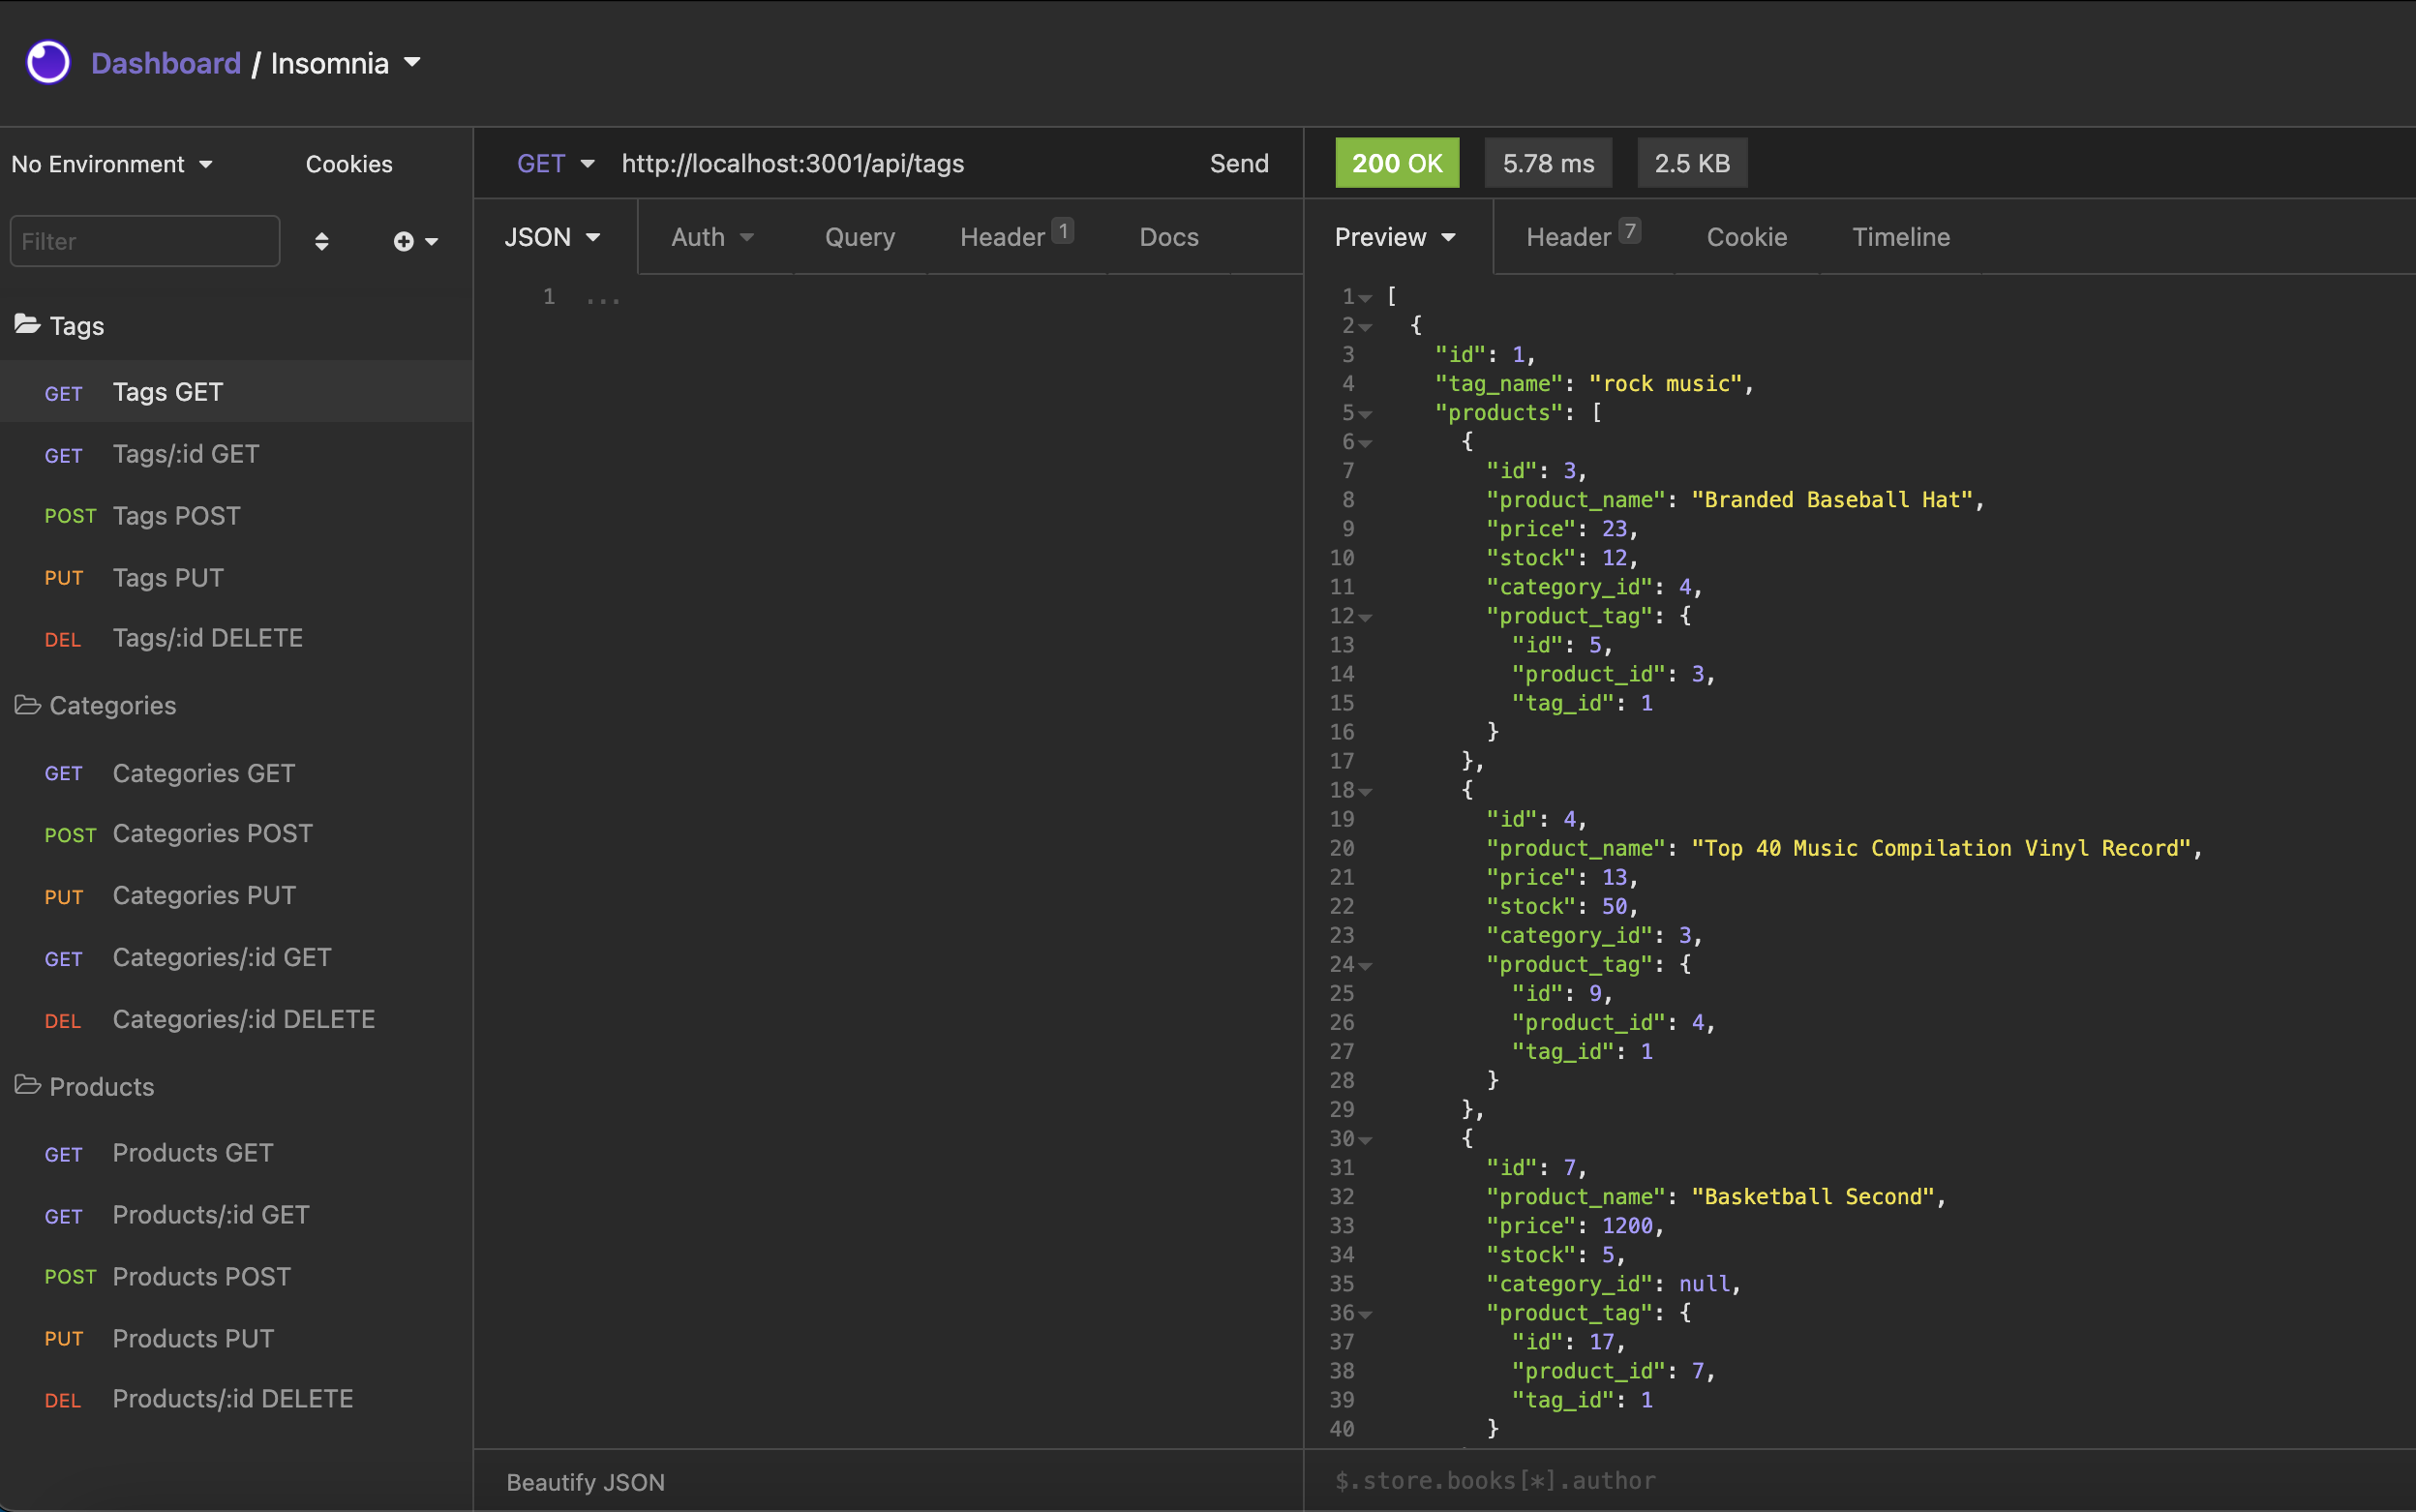 Dashboard / Insomnia
No Environment
Cookies
Filter
Tags
GET Tags GET
GET Tags/:id GET
POST Tags POST
PUT Tags PUT
DEL Tags/:id DELETE
Categories
GET Categories GET
POST Categories POST
PUT Categories PUT
GET Categories/:id GET
DEL Categories/:id DELETE
Products
GET Products GET
GET Products/:id GET
POST Products POST
PUT Products PUT
DEL Products/:id DELETE
GET http://localhost:3001/api/tags Send
JSON Auth Query Header 1 Docs
1 ...
Beautify JSON
200 OK 5.78 ms 2.5 KB
Preview Header 7 Cookie Timeline
1 [
2 {
3 "id": 1,
4 "tag_name": "rock music",
5 "products": [
6 {
7 "id": 3,
8 "product_name": "Branded Baseball Hat",
9 "price": 23,
10 "stock": 12,
11 "category_id": 4,
12 "product_tag": {
13 "id": 5,
14 "product_id": 3,
15 "tag_id": 1
16 }
17 },
18 {
19 "id": 4,
20 "product_name": "Top 40 Music Compilation Vinyl Record",
21 "price": 13,
22 "stock": 50,
23 "category_id": 3,
24 "product_tag": {
25 "id": 9,
26 "product_id": 4,
27 "tag_id": 1
28 }
29 },
30 {
31 "id": 7,
32 "product_name": "Basketball Second",
33 "price": 1200,
34 "stock": 5,
35 "category_id": null,
36 "product_tag": {
37 "id": 17,
38 "product_id": 7,
39 "tag_id": 1
40 }
$.store.books[*].author